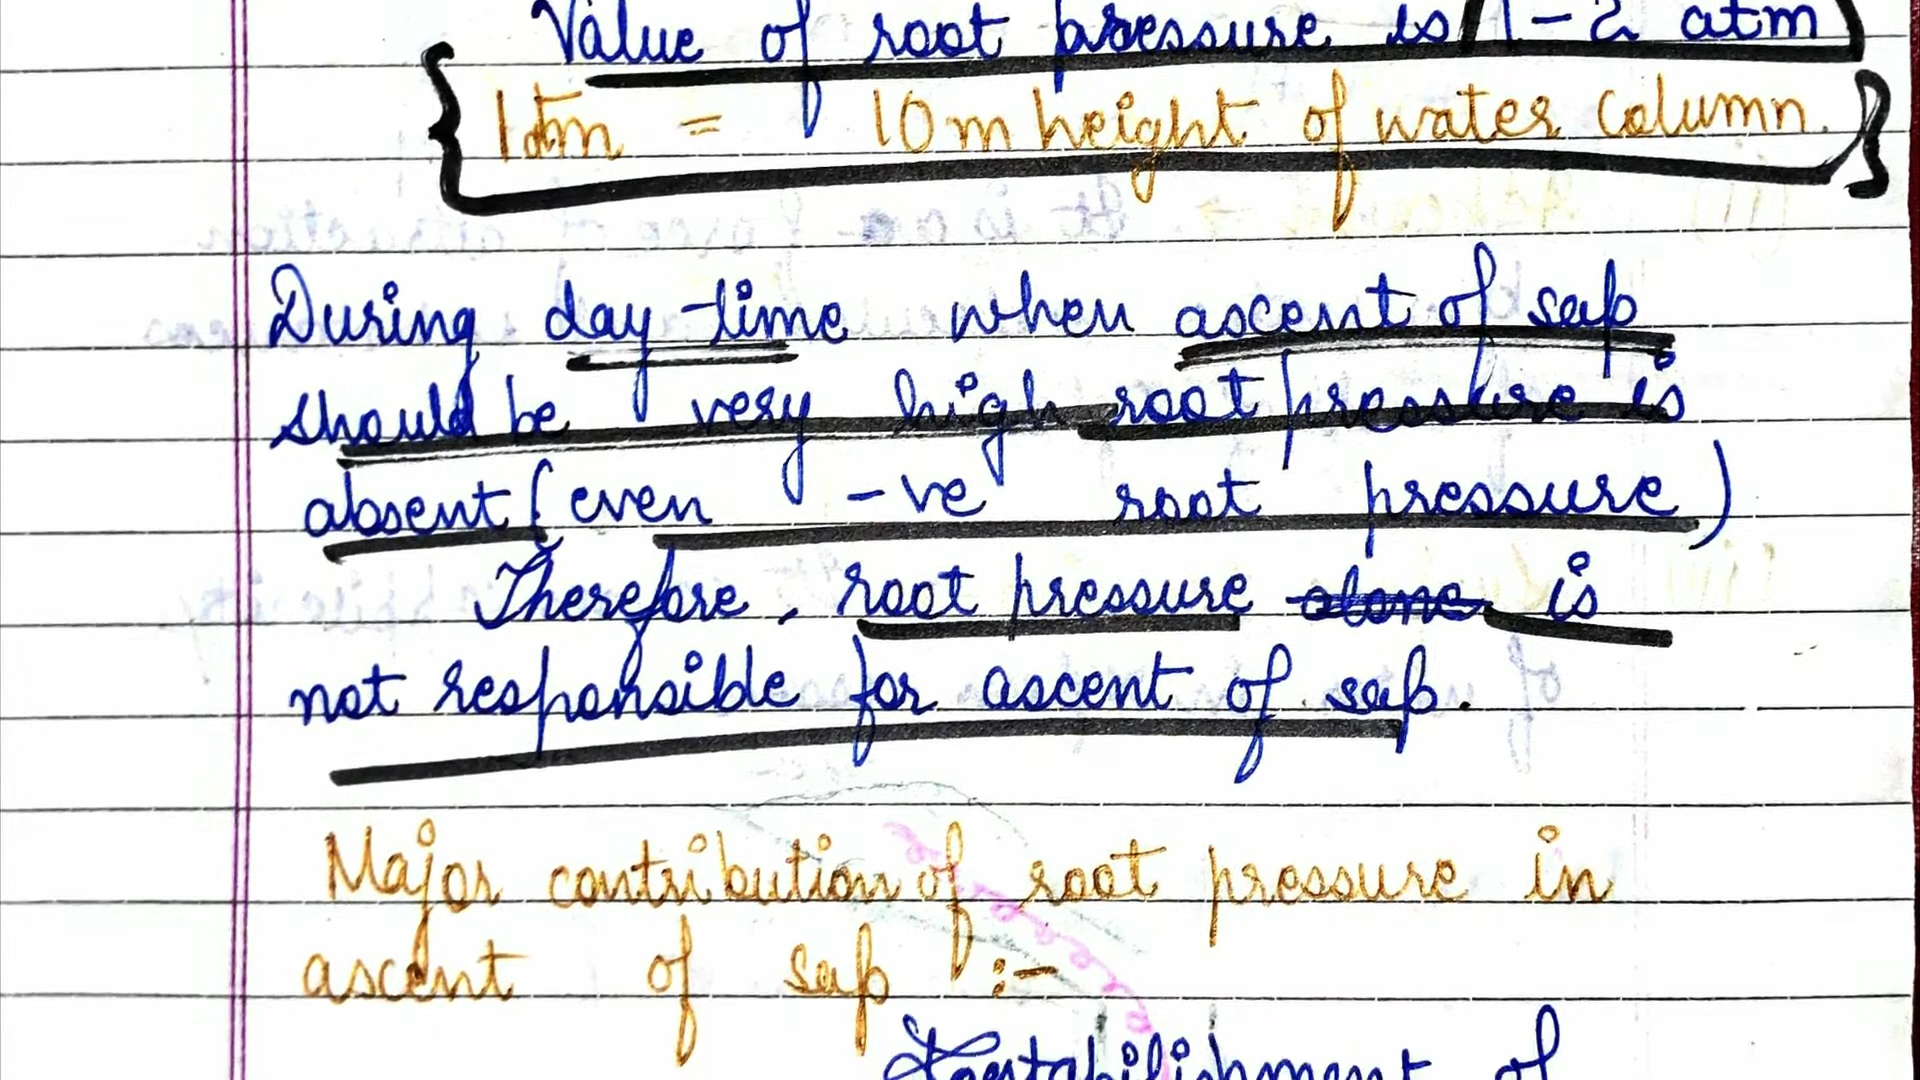 Value of root pressure is 1-2 atm
1atm = 10m height of water column.
During day time when ascent of sap
should be very high root pressure is
absent (even -ve root pressure)
Therefore, root pressure alone is
not responsible for ascent of sap.
Major contribution of root pressure in
ascent of sap :-
of